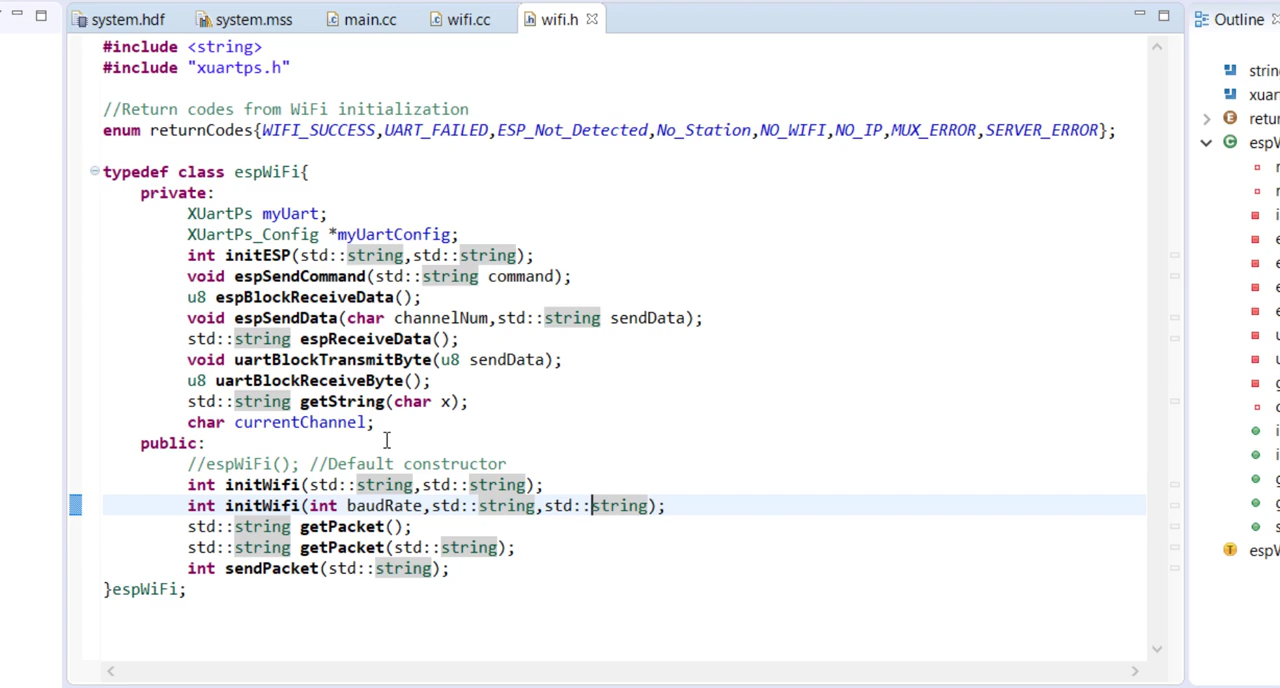 system.hdf system.mss main.cc wifi.cc wifi.h Outline
#include <string>
#include "xuartps.h"
//Return codes from WiFi initialization
enum returnCodes{WIFI_SUCCESS,UART_FAILED,ESP_Not_Detected,No_Station,NO_WIFI,NO_IP,MUX_ERROR,SERVER_ERROR};
typedef class espWiFi{
private:
XUartPs myUart;
XUartPs_Config *myUartConfig;
int initESP(std::string,std::string);
void espSendCommand(std::string command);
u8 espBlockReceiveData();
void espSendData(char channelNum,std::string sendData);
std::string espReceiveData();
void uartBlockTransmitByte(u8 sendData);
u8 uartBlockReceiveByte();
std::string getString(char x);
char currentChannel;
public:
//espWiFi(); //Default constructor
int initWifi(std::string,std::string);
int initWifi(int baudRate,std::string,std::string);
std::string getPacket();
std::string getPacket(std::string);
int sendPacket(std::string);
}espWiFi;